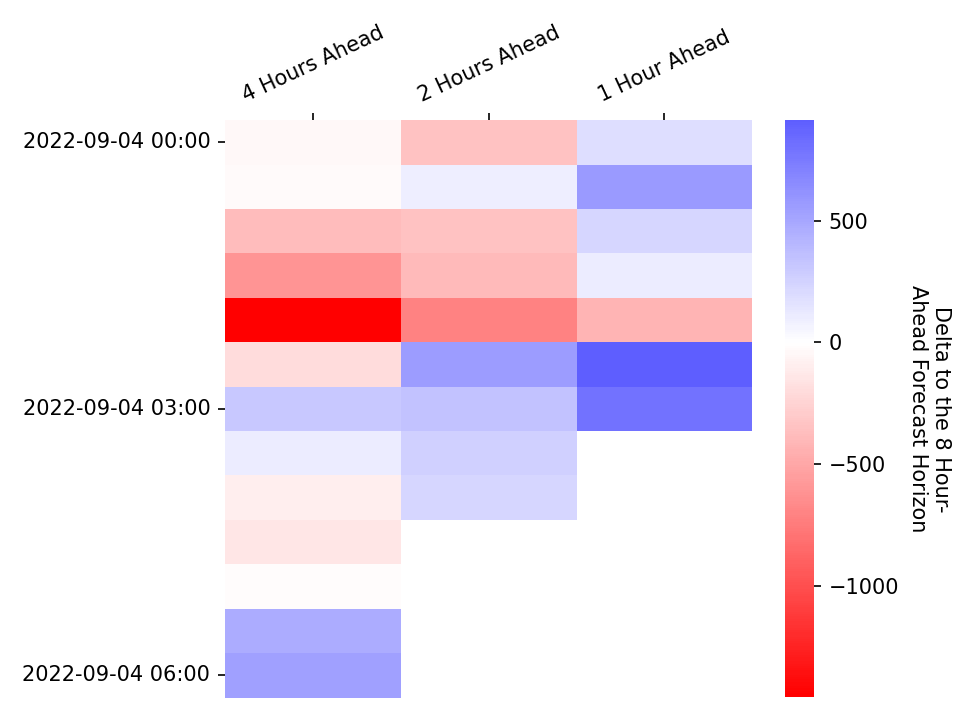 4 Hours Ahead
2 Hours Ahead
1 Hour Ahead
2022-09-04 00:00
2022-09-04 03:00
2022-09-04 06:00
500
0
−500
−1000
Delta to the 8 Hour-
Ahead Forecast Horizon